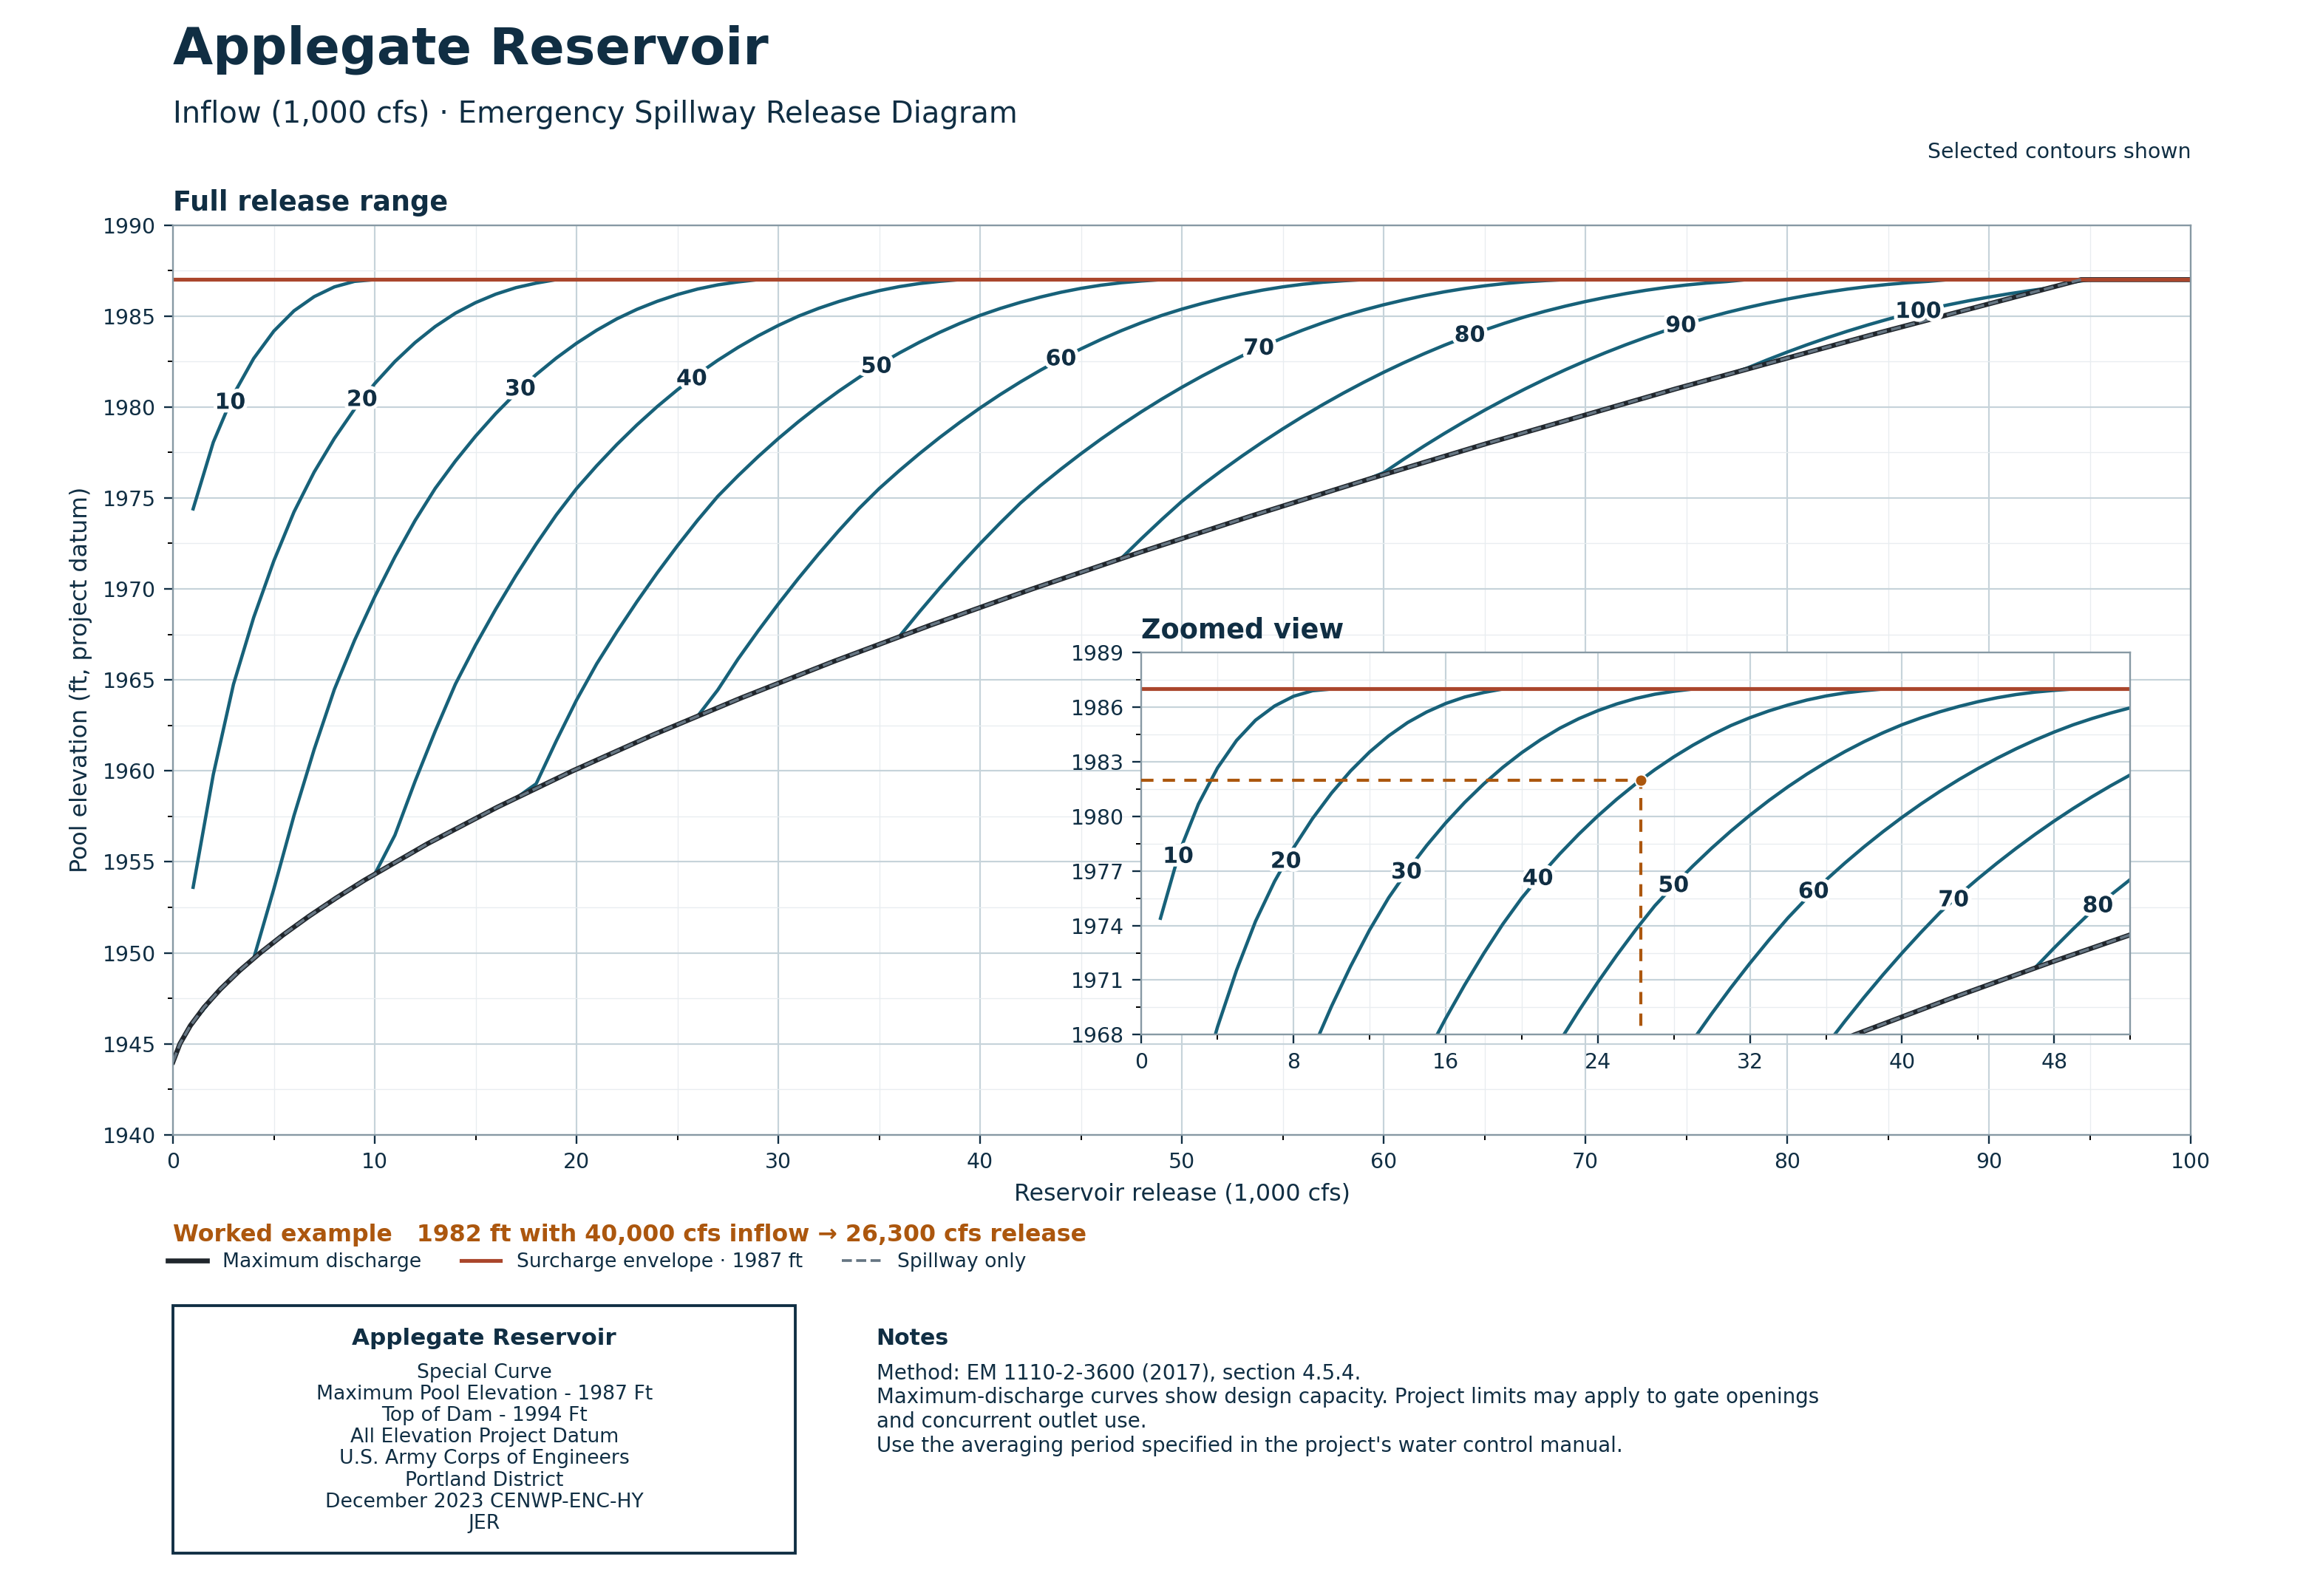 Applegate Reservoir
Inflow (1,000 cfs) · Emergency Spillway Release Diagram
Selected contours shown
Full release range
1990
1985
1980
1975
1970
1965
1960
1955
1950
1945
1940
Pool elevation (ft, project datum)
10
20
30
40
50
60
70
80
90
100
Zoomed view
1989
1986
1983
1980
1977
1974
1971
1968
10
20
30
40
50
60
70
80
0 8 16 24 32 40 48
0 10 20 30 40 50 60 70 80 90 100
Reservoir release (1,000 cfs)
Worked example 1982 ft with 40,000 cfs inflow → 26,300 cfs release
Maximum discharge Surcharge envelope · 1987 ft Spillway only
Applegate Reservoir
Special Curve
Maximum Pool Elevation - 1987 Ft
Top of Dam - 1994 Ft
All Elevation Project Datum
U.S. Army Corps of Engineers
Portland District
December 2023 CENWP-ENC-HY
JER
Notes
Method: EM 1110-2-3600 (2017), section 4.5.4.
Maximum-discharge curves show design capacity. Project limits may apply to gate openings
and concurrent outlet use.
Use the averaging period specified in the project's water control manual.